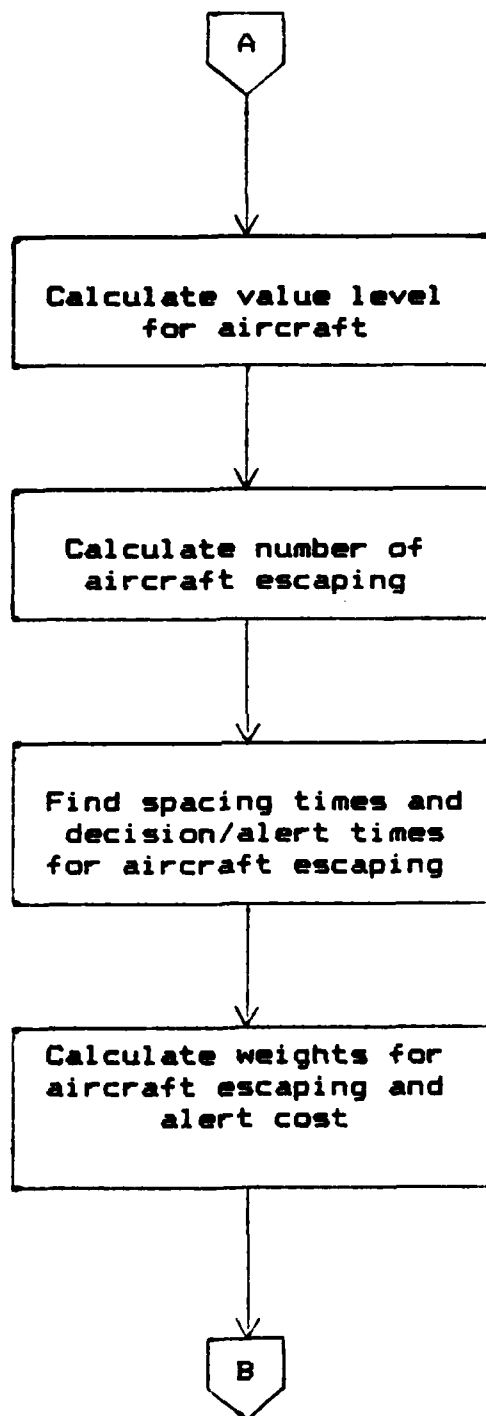 A
Calculate value level
for aircraft
Calculate number of
aircraft escaping
Find spacing times and
decision/alert times
for aircraft escaping
Calculate weights for
aircraft escaping and
alert cost
B